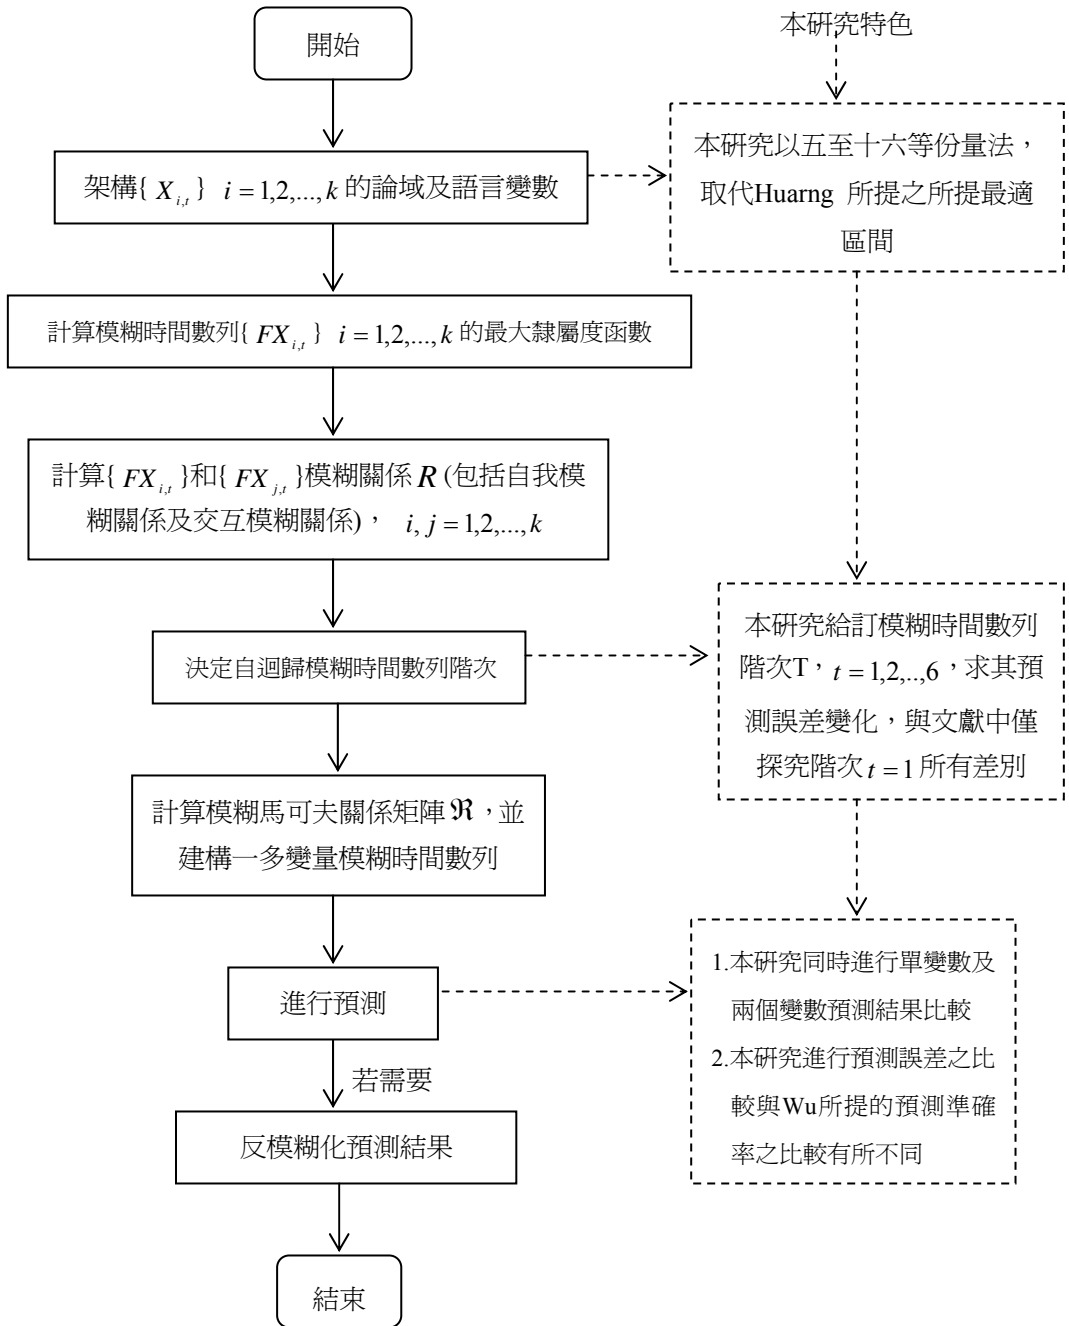 開始
架構{ X_{i,t} } i = 1,2,...,k 的論域及語言變數
計算模糊時間數列{ FX_{i,t} } i = 1,2,...,k 的最大隸屬度函數
計算{ FX_{i,t} }和{ FX_{j,t} }模糊關係 R (包括自我模
糊關係及交互模糊關係), i, j = 1,2,...,k
決定自迴歸模糊時間數列階次
計算模糊馬可夫關係矩陣 ℜ,並
建構一多變量模糊時間數列
進行預測
若需要
反模糊化預測結果
結束
本研究特色
本研究以五至十六等份量法,
取代Huarng 所提之所提最適
區間
本研究給訂模糊時間數列
階次T, t = 1,2,..,6 ,求其預
測誤差變化,與文獻中僅
探究階次 t = 1 所有差別
1.本研究同時進行單變數及
兩個變數預測結果比較
2.本研究進行預測誤差之比
較與Wu所提的預測準確
率之比較有所不同